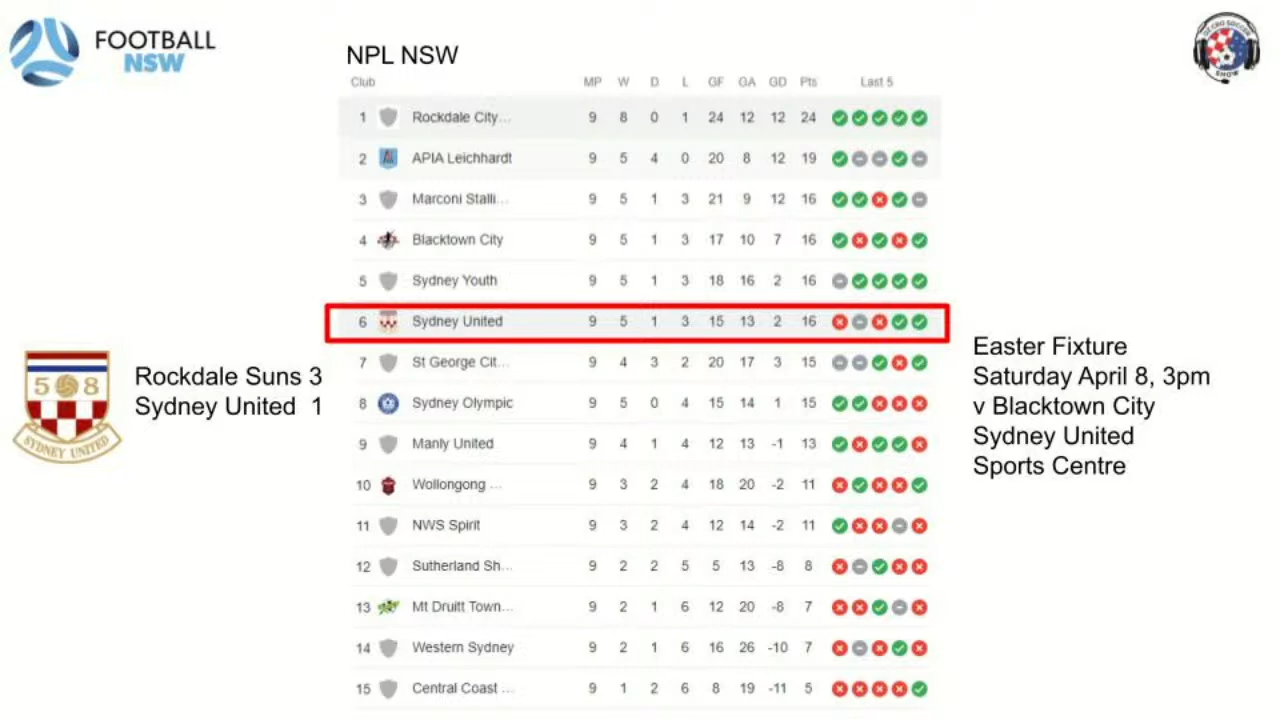 FOOTBALL
NSW
NPL NSW
Club MP W D L GF GA GD Pts Last 5
1 Rockdale City... 9 8 0 1 24 12 12 24
2 APIA Leichhardt 9 5 4 0 20 8 12 19
3 Marconi Stalli... 9 5 1 3 21 9 12 16
4 Blacktown City 9 5 1 3 17 10 7 16
5 Sydney Youth 9 5 1 3 18 16 2 16
6 Sydney United 9 5 1 3 15 13 2 16
7 St George Cit... 9 4 3 2 20 17 3 15
8 Sydney Olympic 9 5 0 4 15 14 1 15
9 Manly United 9 4 1 4 12 13 -1 13
10 Wollongong ... 9 3 2 4 18 20 -2 11
11 NWS Spirit 9 3 2 4 12 14 -2 11
12 Sutherland Sh... 9 2 2 5 5 13 -8 8
13 Mt Druitt Town... 9 2 1 6 12 20 -8 7
14 Western Sydney 9 2 1 6 16 26 -10 7
15 Central Coast ... 9 1 2 6 8 19 -11 5
5 8
SYDNEY UNITED
Rockdale Suns 3
Sydney United 1
Easter Fixture
Saturday April 8, 3pm
v Blacktown City
Sydney United
Sports Centre